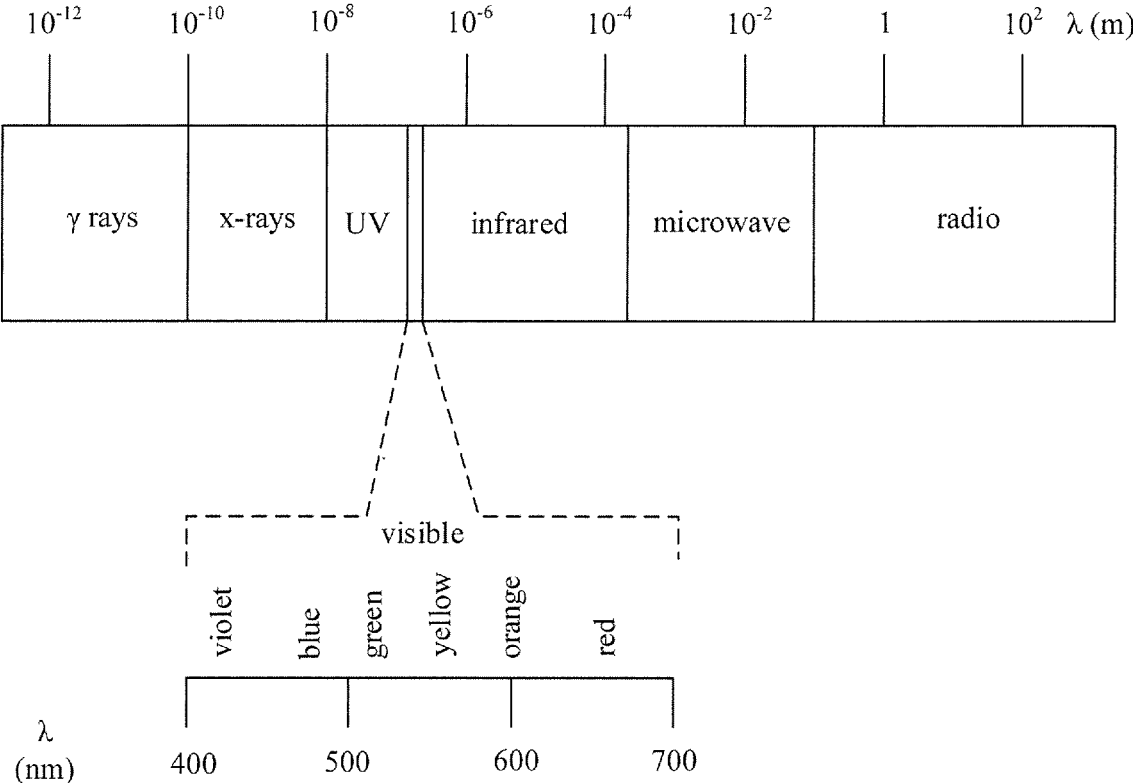 10⁻¹² 10⁻¹⁰ 10⁻⁸ 10⁻⁶ 10⁻⁴ 10⁻² 1 10² λ (m)
γ rays x-rays UV infrared microwave radio
visible
violet blue green yellow orange red
λ
(nm) 400 500 600 700